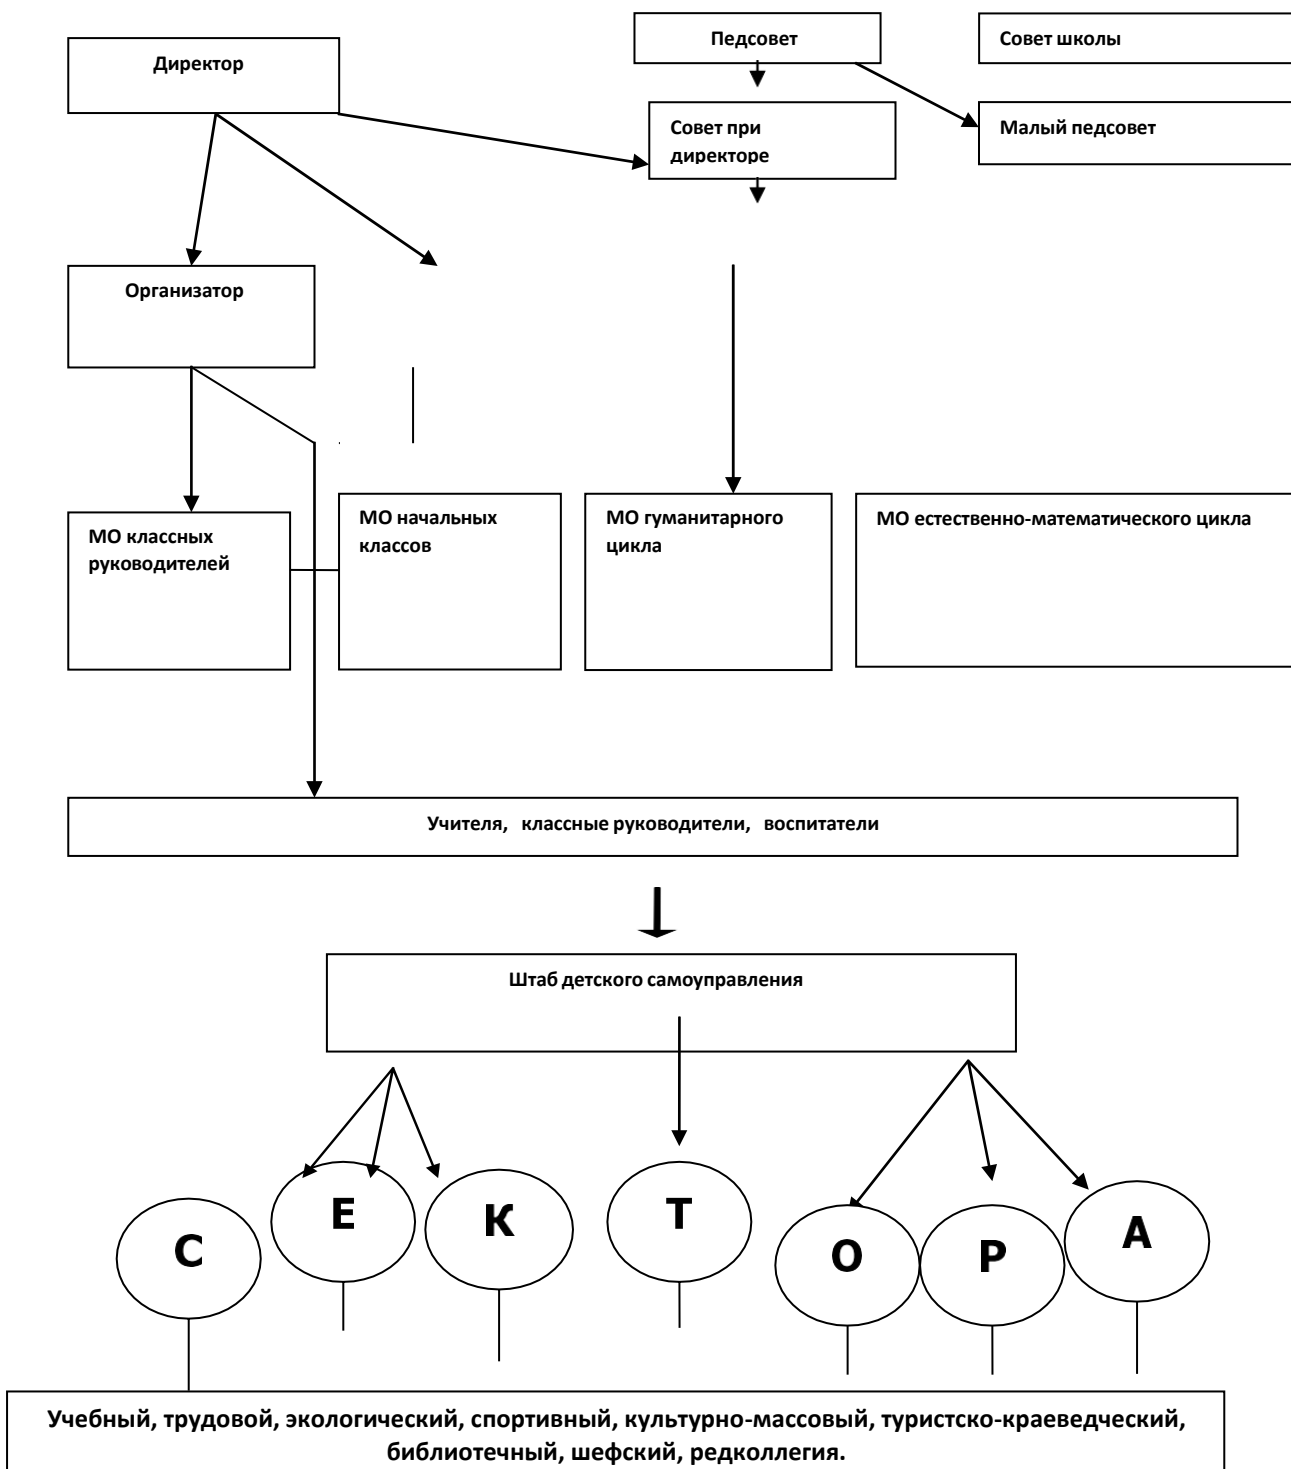 Педсовет
Совет школы
Директор
Совет при
директоре
Малый педсовет
Организатор
МО классных
руководителей
МО начальных
классов
МО гуманитарного
цикла
МО естественно-математического цикла
Учителя, классные руководители, воспитатели
Штаб детского самоуправления
С
Е
К
Т
О
Р
А
Учебный, трудовой, экологический, спортивный, культурно-массовый, туристско-краеведческий,
библиотечный, шефский, редколлегия.